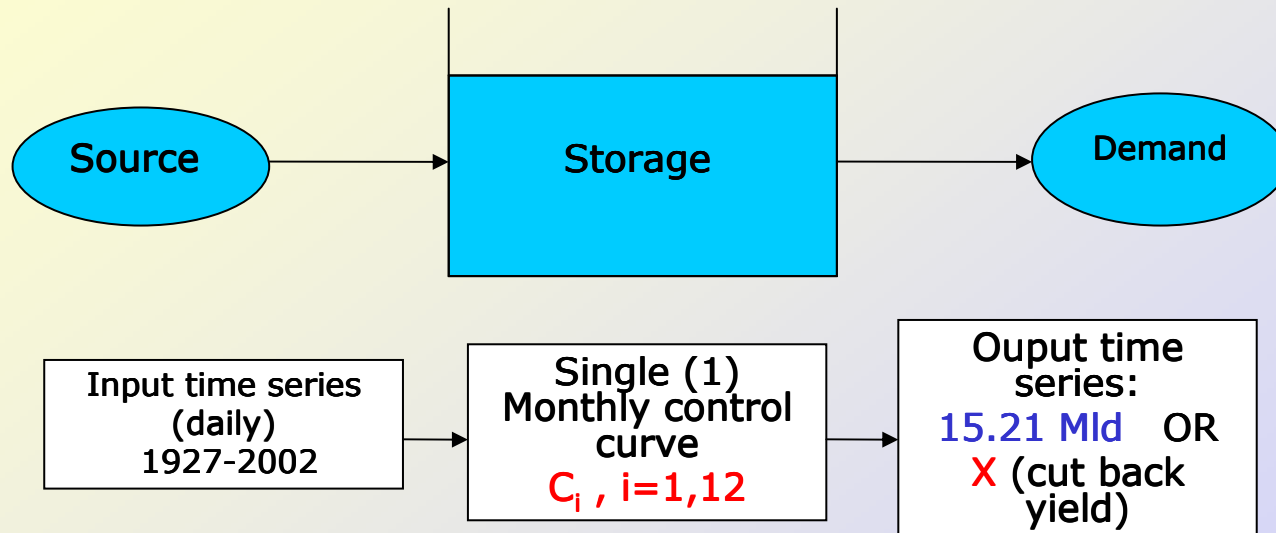 Source
Storage
Demand
Input time series
(daily)
1927-2002
Single (1)
Monthly control
curve
Ci , i=1,12
Ouput time
series:
15.21 Mld OR
X (cut back
yield)